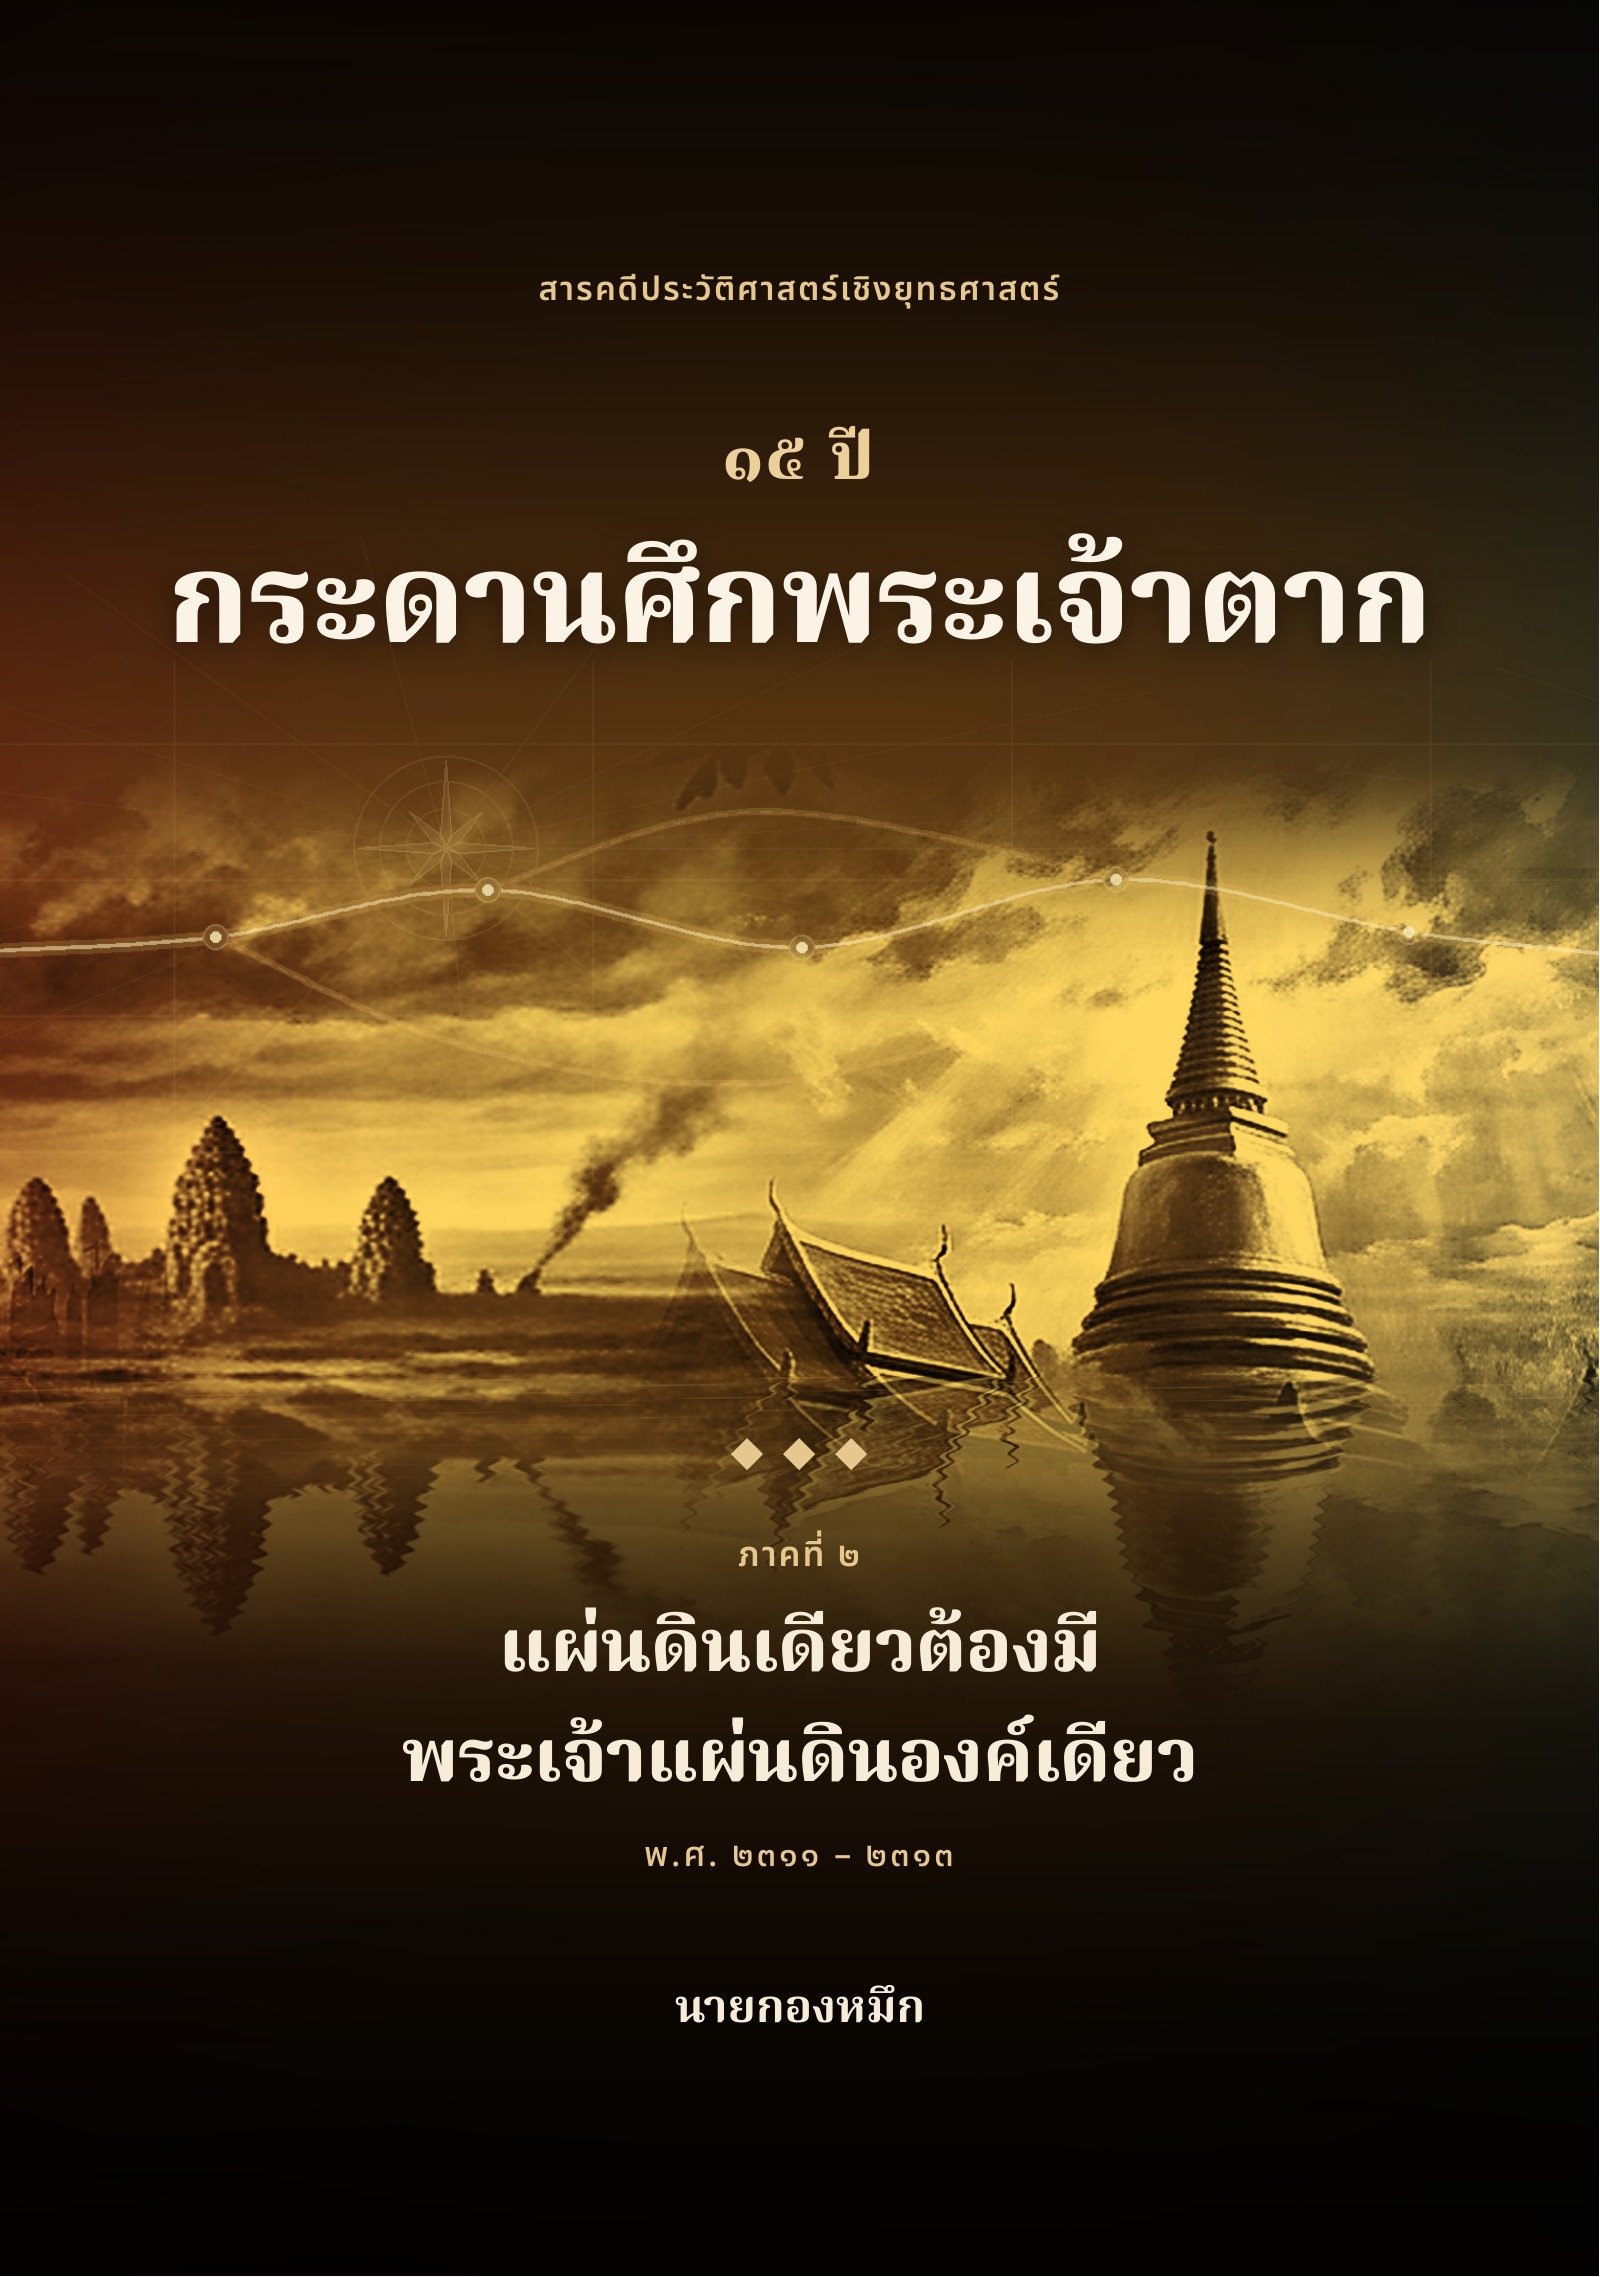 สารคดีประวัติศาสตร์เชิงยุทธศาสตร์
๑๕ ปี
กระดานศึกพระเจ้าตาก
ภาคที่ ๒
แผ่นดินเดียวต้องมี
พระเจ้าแผ่นดินองค์เดียว
พ.ศ. ๒๓๑๑ – ๒๓๑๓
นายกองหมึก